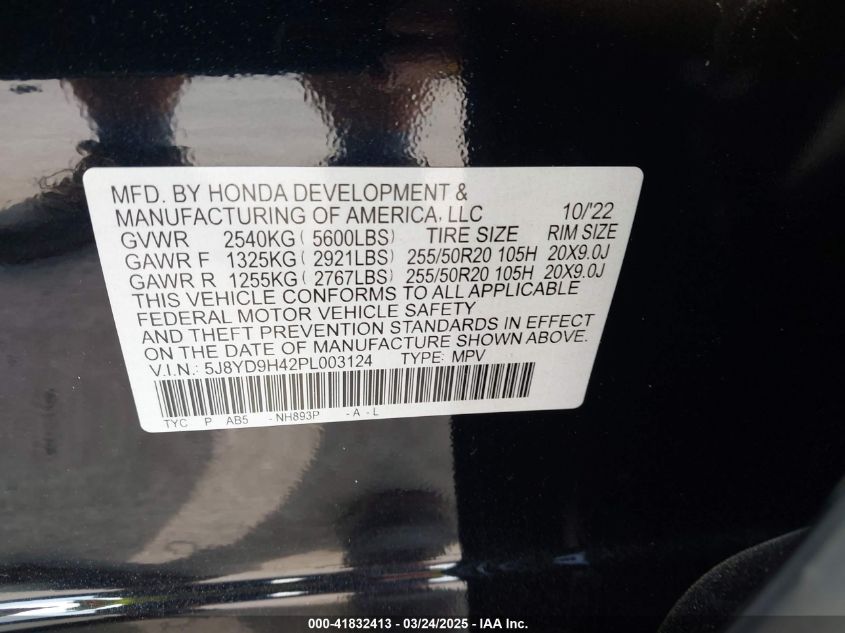 MFD. BY HONDA DEVELOPMENT &
MANUFACTURING OF AMERICA, LLC 10/'22
GVWR 2540KG ( 5600LBS) TIRE SIZE RIM SIZE
GAWR F 1325KG ( 2921LBS) 255/50R20 105H 20X9.0J
GAWR R 1255KG ( 2767LBS) 255/50R20 105H 20X9.0J
THIS VEHICLE CONFORMS TO ALL APPLICABLE
FEDERAL MOTOR VEHICLE SAFETY
AND THEFT PREVENTION STANDARDS IN EFFECT
ON THE DATE OF MANUFACTURE SHOWN ABOVE.
V.I.N.: 5J8YD9H42PL003124 TYPE: MPV
TYC P AB5 - NH893P - A - L
000-41832413 - 03/24/2025 - IAA Inc.